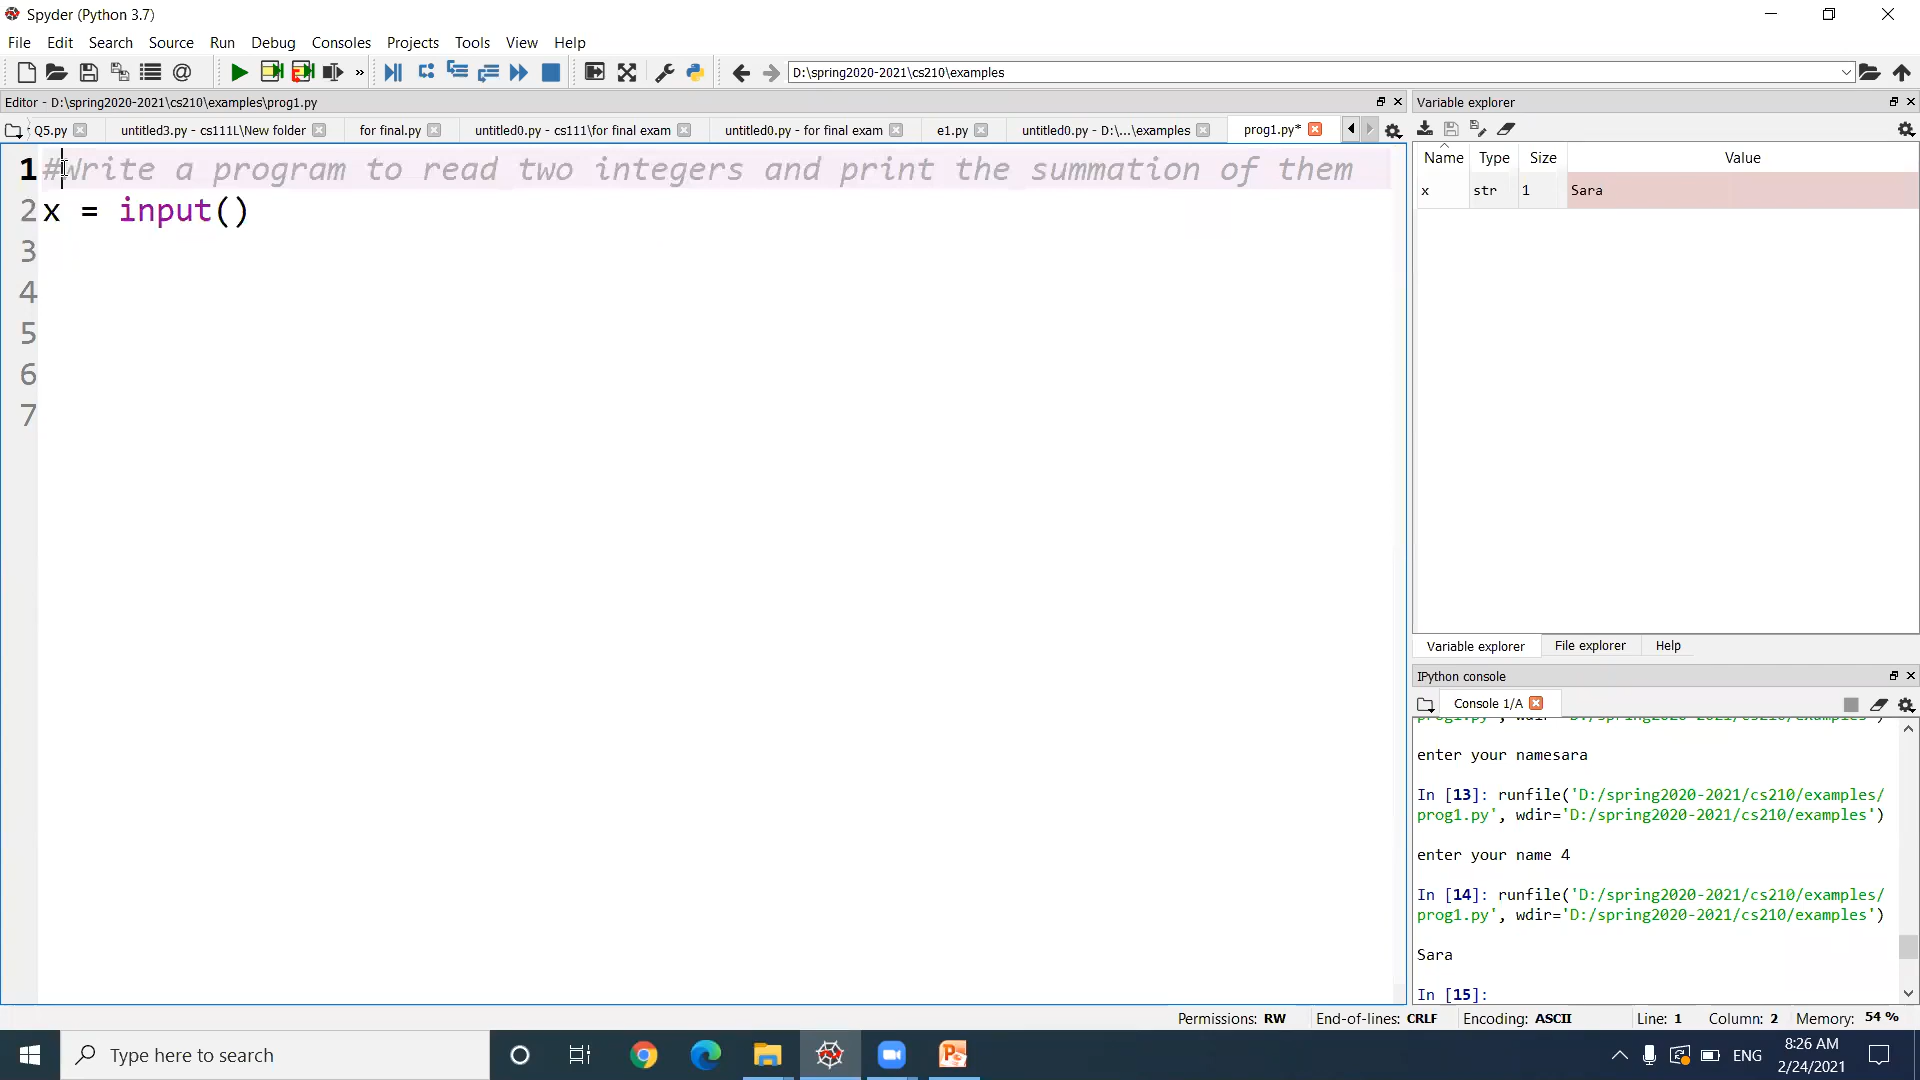 Spyder (Python 3.7)
File Edit Search Source Run Debug Consoles Projects Tools View Help
D:\spring2020-2021\cs210\examples
Editor - D:\spring2020-2021\cs210\examples\prog1.py
Q5.py untitled3.py - cs111L\New folder for final.py untitled0.py - cs111\for final exam untitled0.py - for final exam e1.py untitled0.py - D:\...\examples prog1.py*
1 #Write a program to read two integers and print the summation of them
2 x = input()
3
4
5
6
7
Variable explorer
Name Type Size Value
x str 1 Sara
Variable explorer File explorer Help
IPython console
Console 1/A
prog1.py', wdir='D:/spring2020-2021/cs210/examples')
enter your namesara
In [13]: runfile('D:/spring2020-2021/cs210/examples/
prog1.py', wdir='D:/spring2020-2021/cs210/examples')
enter your name 4
In [14]: runfile('D:/spring2020-2021/cs210/examples/
prog1.py', wdir='D:/spring2020-2021/cs210/examples')
Sara
In [15]:
Permissions: RW End-of-lines: CRLF Encoding: ASCII Line: 1 Column: 2 Memory: 54 %
Type here to search
ENG
8:26 AM
2/24/2021